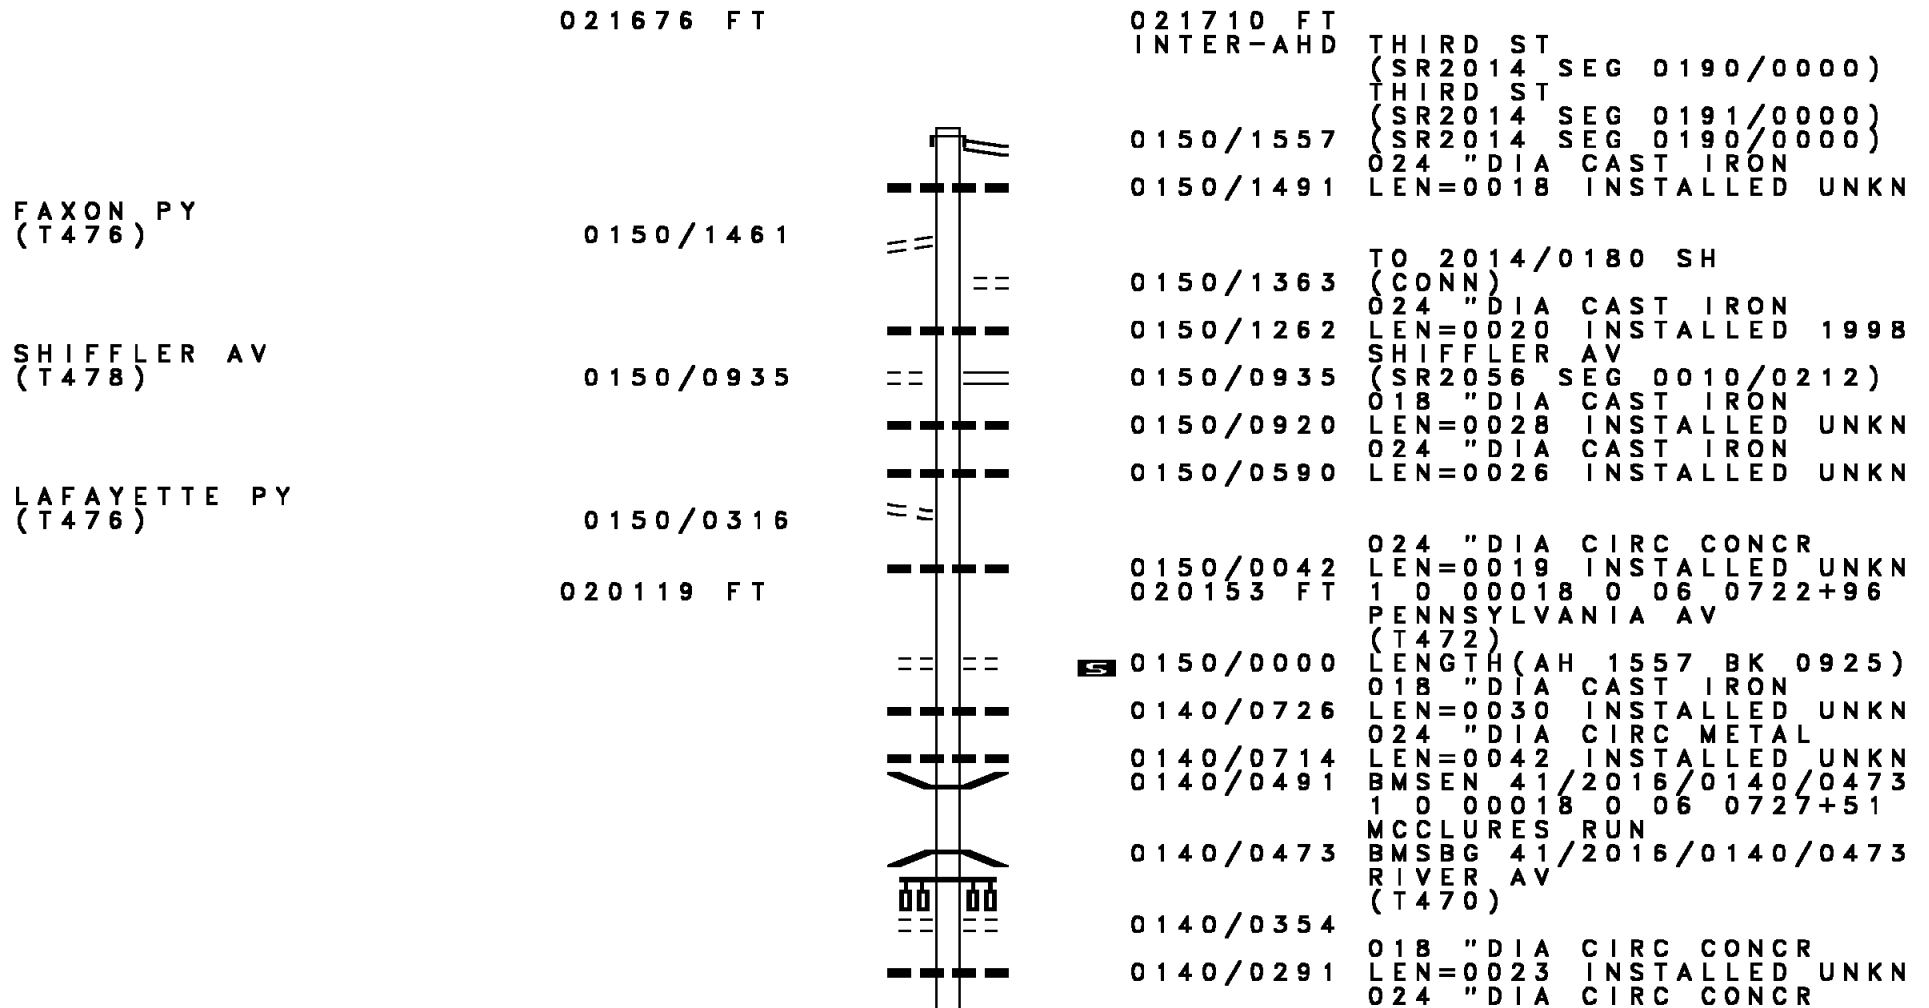 021676 FT 021710 FT
INTER-AHD THIRD ST
(SR2014 SEG 0190/0000)
THIRD ST
(SR2014 SEG 0191/0000)
0150/1557 (SR2014 SEG 0190/0000)
024 "DIA CAST IRON
0150/1491 LEN=0018 INSTALLED UNKN
FAXON PY
(T476) 0150/1461
TO 2014/0180 SH
0150/1363 (CONN)
024 "DIA CAST IRON
0150/1262 LEN=0020 INSTALLED 1998
SHIFFLER AV SHIFFLER AV
(T478) 0150/0935 0150/0935 (SR2056 SEG 0010/0212)
018 "DIA CAST IRON
0150/0920 LEN=0028 INSTALLED UNKN
024 "DIA CAST IRON
0150/0590 LEN=0026 INSTALLED UNKN
LAFAYETTE PY
(T476) 0150/0316
024 "DIA CIRC CONCR
0150/0042 LEN=0019 INSTALLED UNKN
020119 FT 020153 FT 1 0 00018 0 06 0722+96
PENNSYLVANIA AV
(T472)
S 0150/0000 LENGTH(AH 1557 BK 0925)
018 "DIA CAST IRON
0140/0726 LEN=0030 INSTALLED UNKN
024 "DIA CIRC METAL
0140/0714 LEN=0042 INSTALLED UNKN
0140/0491 BMSEN 41/2016/0140/0473
1 0 00018 0 06 0727+51
MCCLURES RUN
0140/0473 BMSBG 41/2016/0140/0473
RIVER AV
(T470)
0140/0354
018 "DIA CIRC CONCR
0140/0291 LEN=0023 INSTALLED UNKN
024 "DIA CIRC CONCR